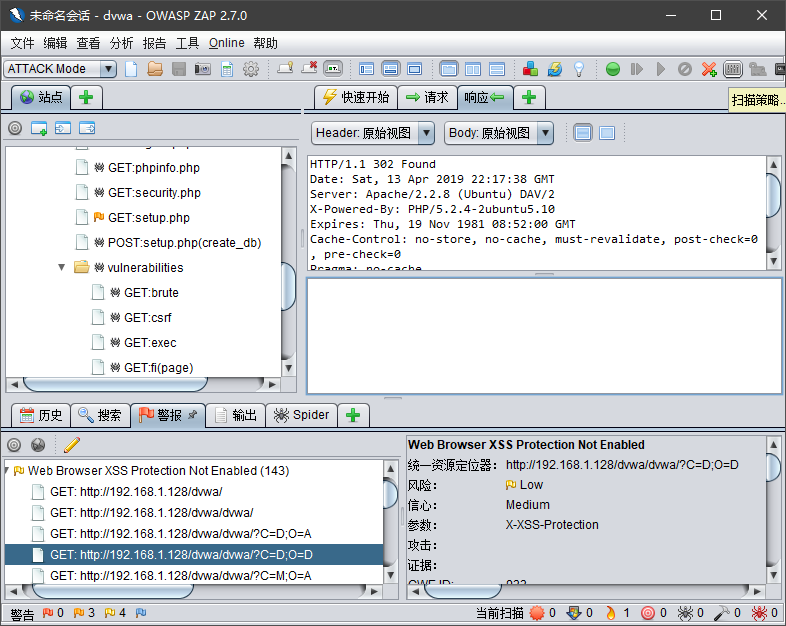 未命名会话 - dvwa - OWASP ZAP 2.7.0
文件 编辑 查看 分析 报告 工具 Online 帮助
ATTACK Mode
站点
快速开始 请求 响应
扫描策略...
Header: 原始视图 Body: 原始视图
GET:phpinfo.php
GET:security.php
GET:setup.php
POST:setup.php(create_db)
vulnerabilities
GET:brute
GET:csrf
GET:exec
GET:fi(page)
HTTP/1.1 302 Found
Date: Sat, 13 Apr 2019 22:17:38 GMT
Server: Apache/2.2.8 (Ubuntu) DAV/2
X-Powered-By: PHP/5.2.4-2ubuntu5.10
Expires: Thu, 19 Nov 1981 08:52:00 GMT
Cache-Control: no-store, no-cache, must-revalidate, post-check=0
, pre-check=0
Pragma: no-cache
历史 搜索 警报 输出 Spider
Web Browser XSS Protection Not Enabled (143)
GET: http://192.168.1.128/dvwa/
GET: http://192.168.1.128/dvwa/dvwa/
GET: http://192.168.1.128/dvwa/dvwa/?C=D;O=A
GET: http://192.168.1.128/dvwa/dvwa/?C=D;O=D
GET: http://192.168.1.128/dvwa/dvwa/?C=M;O=A
Web Browser XSS Protection Not Enabled
统一资源定位器: http://192.168.1.128/dvwa/dvwa/?C=D;O=D
风险: Low
信心: Medium
参数: X-XSS-Protection
攻击:
证据:
CWE ID: 933
警告 0 3 4
当前扫描 0 0 1 0 0 0 0